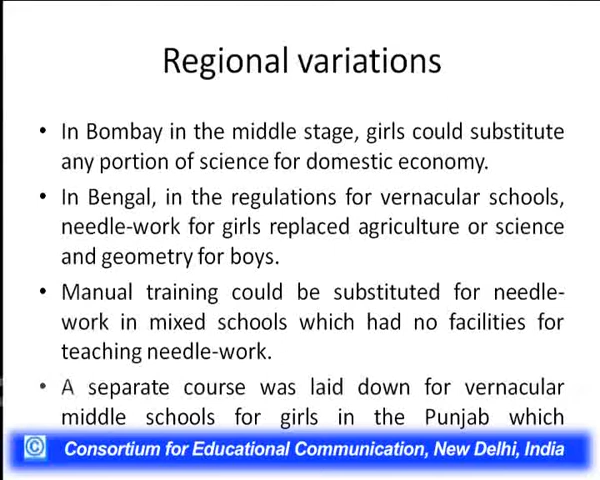 Regional variations
• In Bombay in the middle stage, girls could substitute
any portion of science for domestic economy.
• In Bengal, in the regulations for vernacular schools,
needle-work for girls replaced agriculture or science
and geometry for boys.
• Manual training could be substituted for needle-
work in mixed schools which had no facilities for
teaching needle-work.
• A separate course was laid down for vernacular
middle schools for girls in the Punjab which
© Consortium for Educational Communication, New Delhi, India